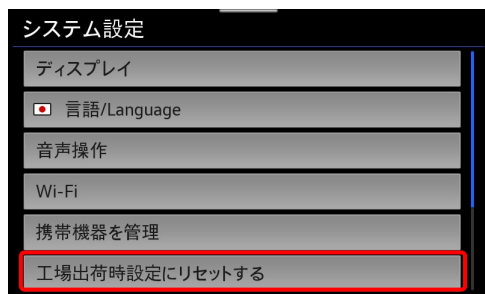 システム設定
ディスプレイ
言語/Language
音声操作
Wi-Fi
携帯機器を管理
工場出荷時設定にリセットする